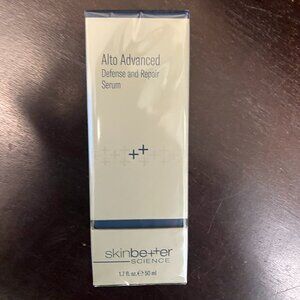 Alto Advanced
Defense and Repair
Serum
skinbetter
SCIENCE
1.7 fl. oz. ℮ 50 ml